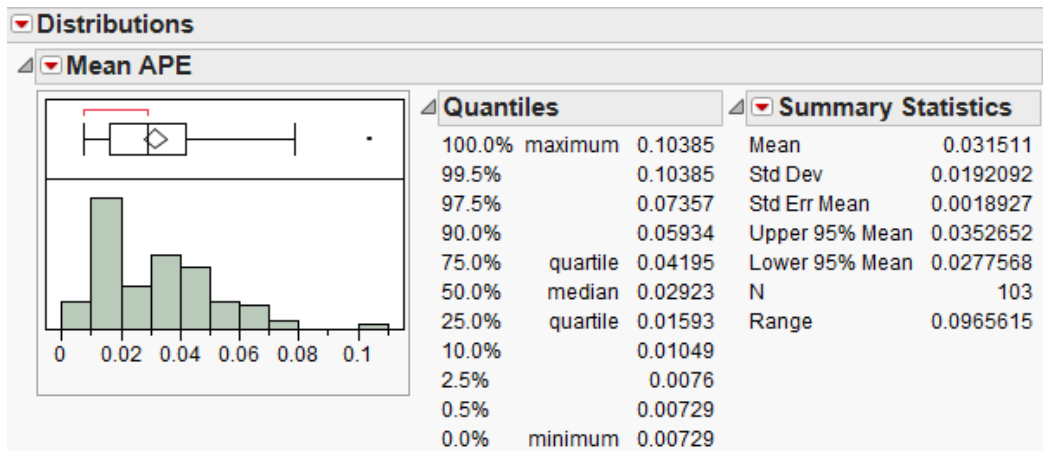 Distributions
Mean APE
0 0.02 0.04 0.06 0.08 0.1
Quantiles
100.0% maximum 0.10385
99.5% 0.10385
97.5% 0.07357
90.0% 0.05934
75.0% quartile 0.04195
50.0% median 0.02923
25.0% quartile 0.01593
10.0% 0.01049
2.5% 0.0076
0.5% 0.00729
0.0% minimum 0.00729
Summary Statistics
Mean 0.031511
Std Dev 0.0192092
Std Err Mean 0.0018927
Upper 95% Mean 0.0352652
Lower 95% Mean 0.0277568
N 103
Range 0.0965615